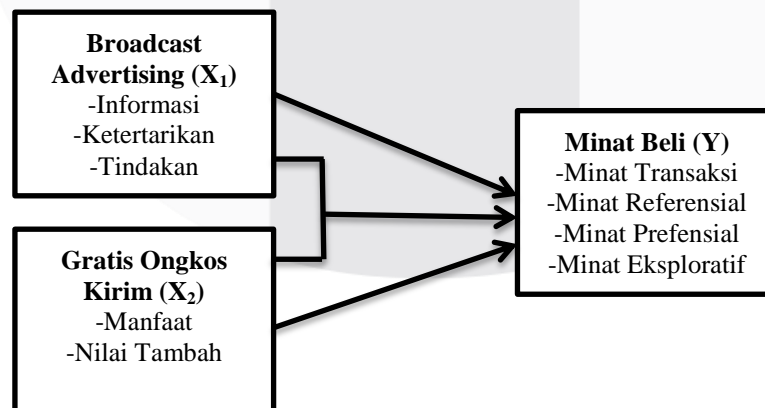 Broadcast
Advertising (X₁)
-Informasi
-Ketertarikan
-Tindakan
Gratis Ongkos
Kirim (X₂)
-Manfaat
-Nilai Tambah
Minat Beli (Y)
-Minat Transaksi
-Minat Referensial
-Minat Prefensial
-Minat Eksploratif